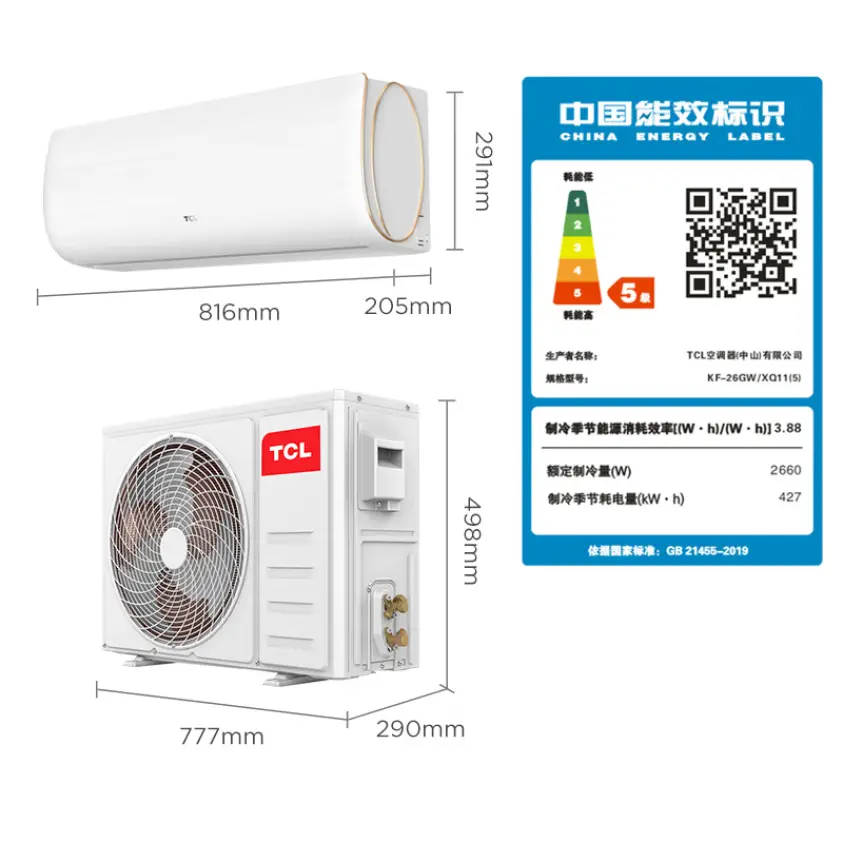 TCL
291mm
816mm
205mm
TCL
498mm
777mm
290mm
中国能效标识
CHINA ENERGY LABEL
耗能低
1
2
3
4
5
5级
耗能高
生产者名称: TCL空调器(中山)有限公司
规格型号: KF-26GW/XQ11(5)
制冷季节能源消耗效率[(W·h)/(W·h)] 3.88
额定制冷量(W) 2660
制冷季节耗电量(kW·h) 427
依据国家标准: GB 21455-2019